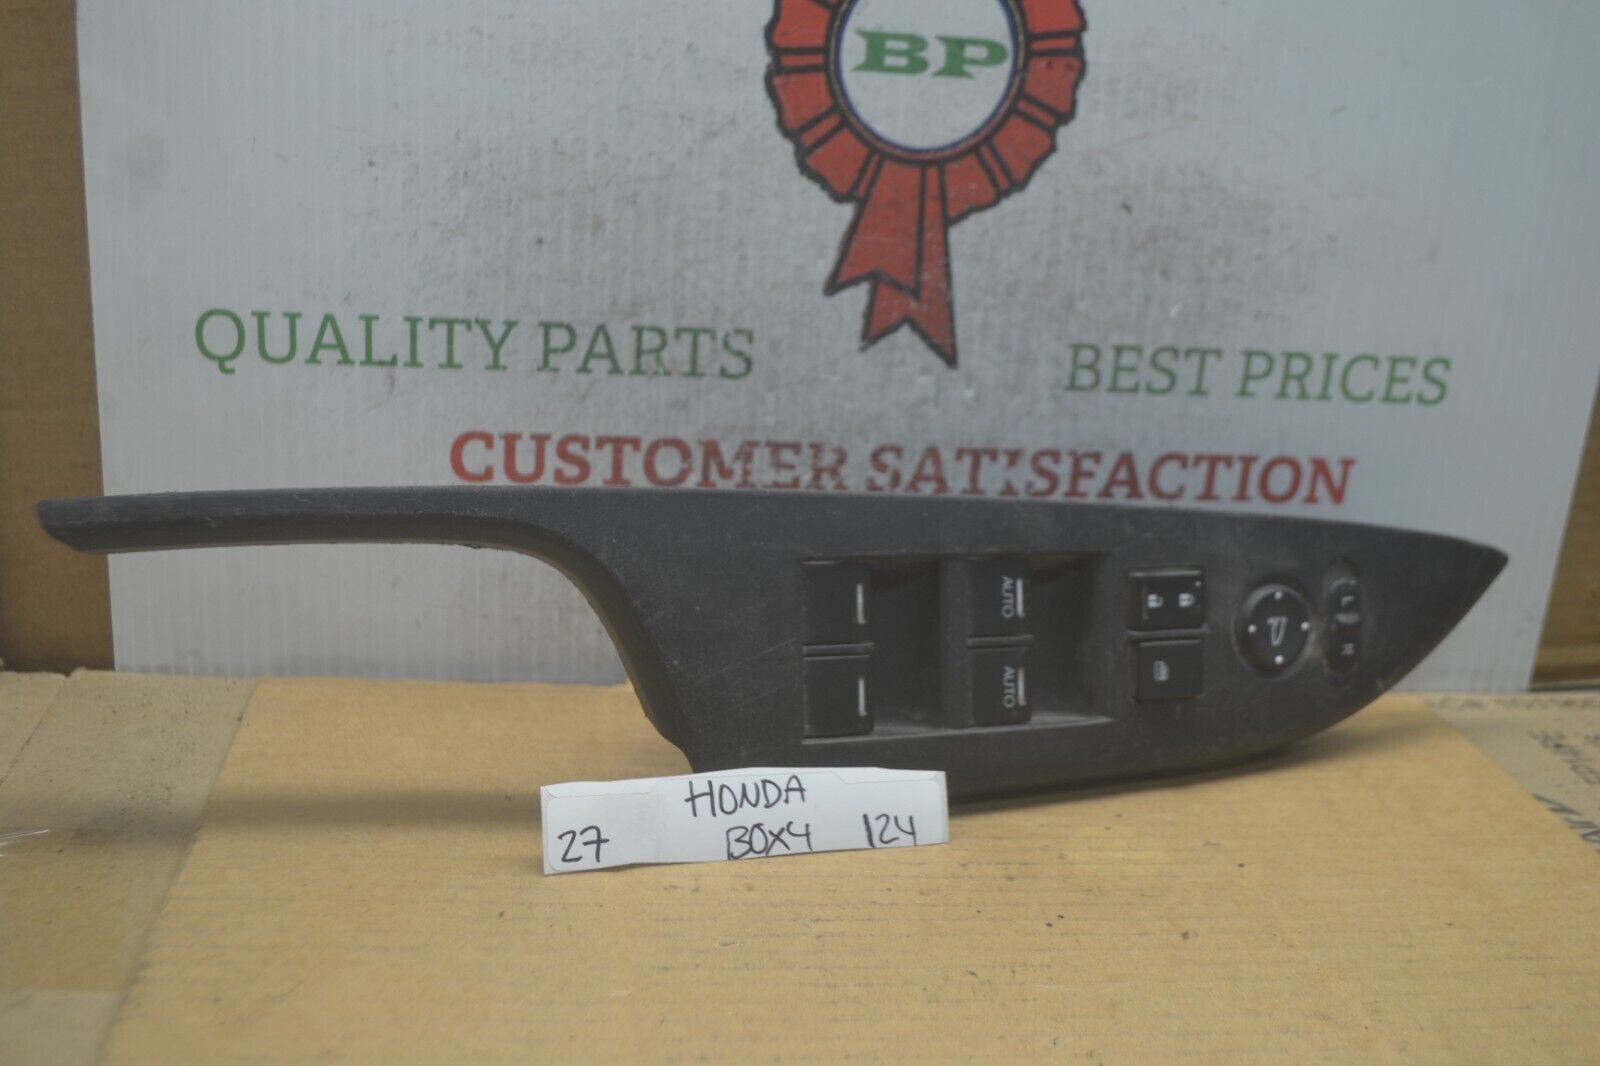 BP
QUALITY PARTS
BEST PRICES
CUSTOMER SATISFACTION
AUTO
AUTO
L
R
HONDA
27 BOX4 124